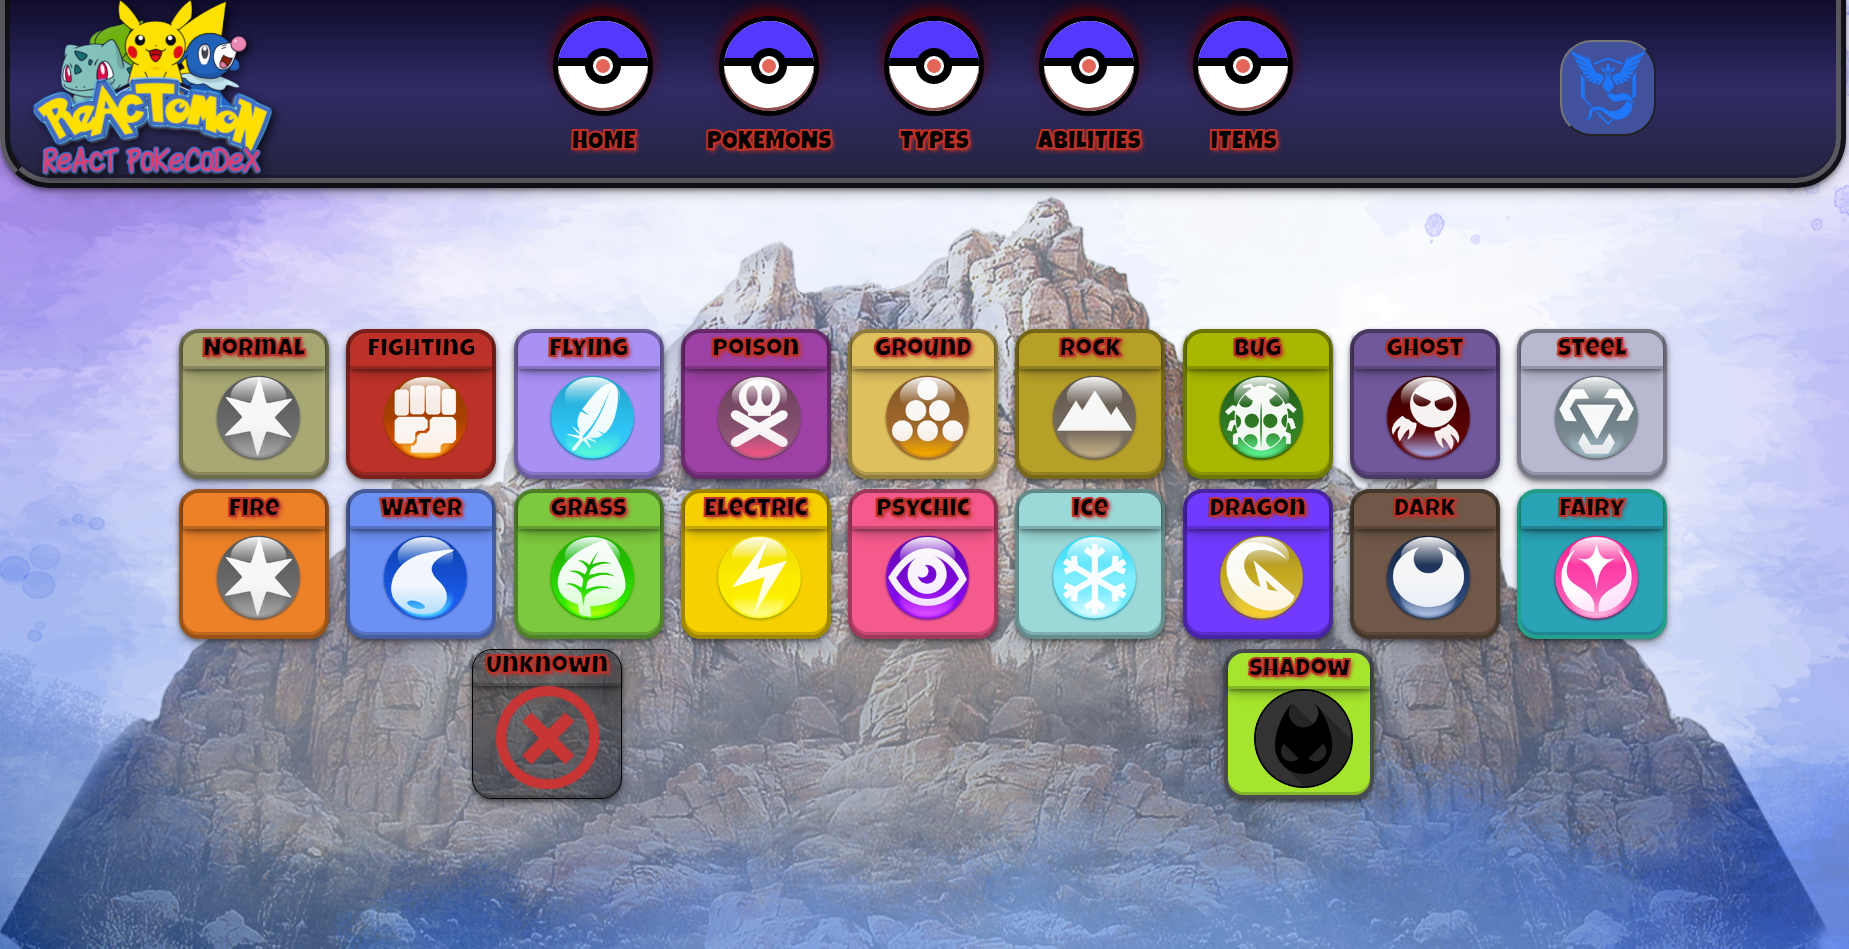 ReACTOMON
ReACT POKeCODeX
HOME
POKEMONS
TYPES
ABILITIES
ITEMS
NORMAL
FIGHTING
FLYING
POISON
GROUND
ROCK
BUG
GHOST
STEEL
FIRE
WATER
GRASS
ELECTRIC
PSYCHIC
ICE
DRAGON
DARK
FAIRY
UNKNOWN
SHADOW